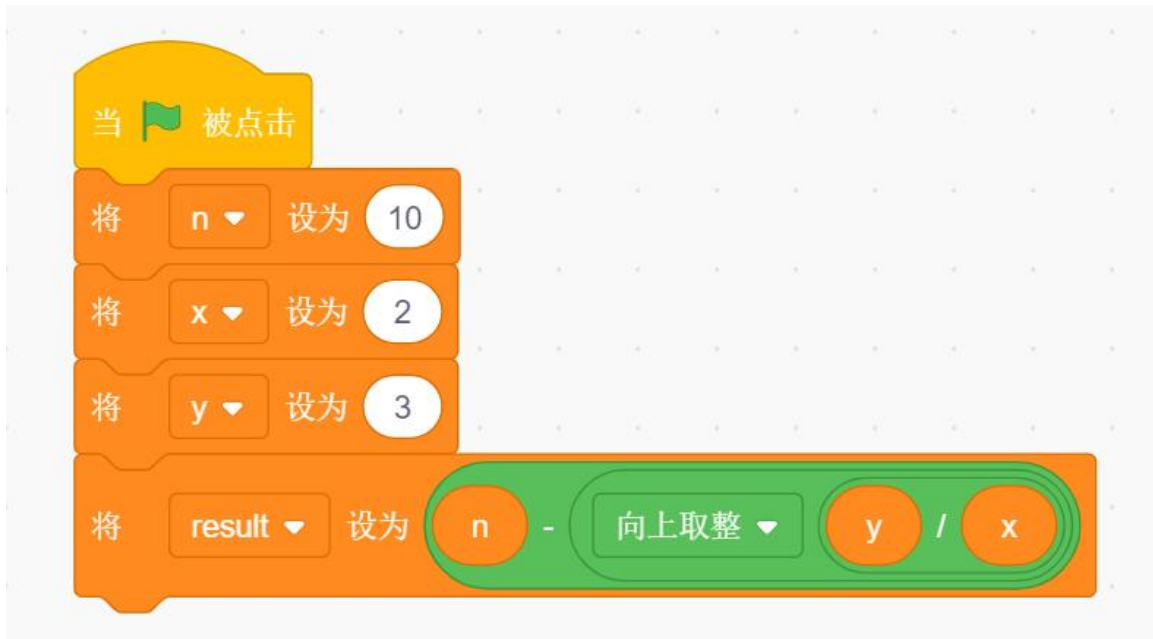 当 被点击
将 n 设为 10
将 x 设为 2
将 y 设为 3
将 result 设为 n - 向上取整 y / x